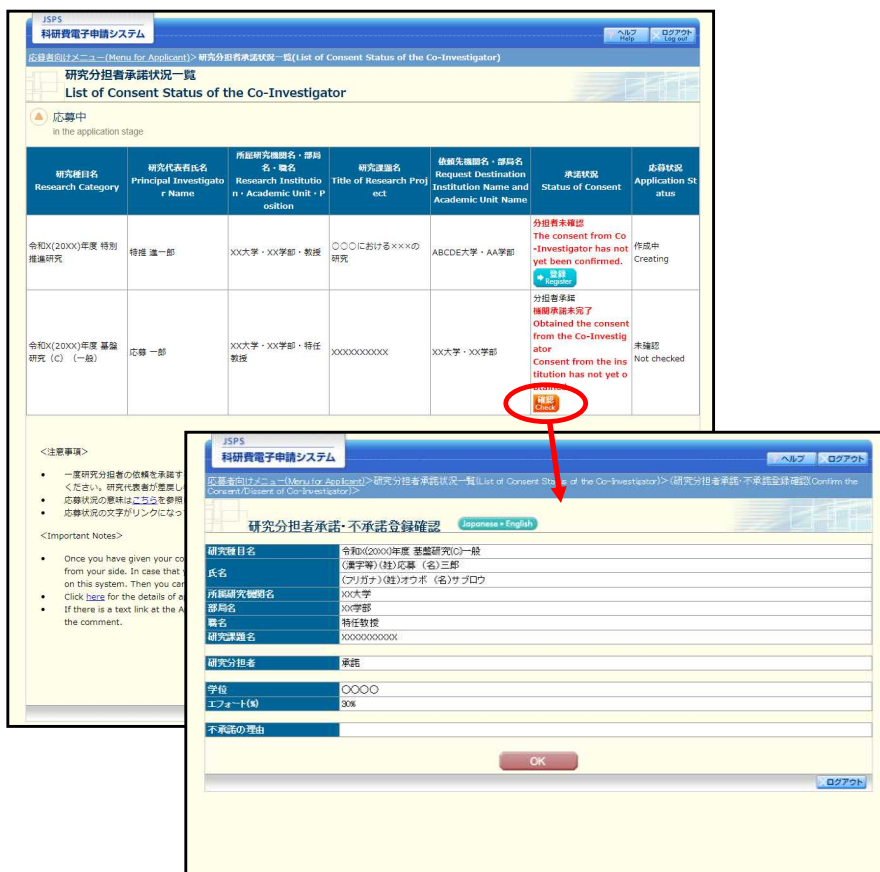 JSPS
科研費電子申請システム
ヘルプ
Help
ログアウト
Log out
応募者向けメニュー(Menu for Applicant)> 研究分担者承諾状況一覧(List of Consent Status of the Co-Investigator)
研究分担者承諾状況一覧
List of Consent Status of the Co-Investigator
応募中
in the application stage
研究種目名
Research Category
研究代表者氏名
Principal Investigato
r Name
所属研究機関名・部局
名・職名
Research Institutio
n・Academic Unit・P
osition
研究課題名
Title of Research Proj
ect
依頼先機関名・部局名
Request Destination
Institution Name and
Academic Unit Name
承諾状況
Status of Consent
応募状況
Application St
atus
令和X(20XX)年度 特別
推進研究
特推 進一郎
XX大学・XX学部・教授
○○○における×××の
研究
ABCDE大学・AA学部
分担者未確認
The consent from Co
-Investigator has not
yet been confirmed.
登録
Register
作成中
Creating
令和X(20XX)年度 基盤
研究（C）（一般）
応募 一郎
XX大学・XX学部・特任
教授
XXXXXXXXXX
XX大学・XX学部
分担者承諾
機関承諾未完了
Obtained the consent
from the Co-Investig
ator
Consent from the ins
titution has not yet o
確認
Check
未確認
Not checked
<注意事項>
• 一度研究分担者の依頼を承諾す
ください。研究代表者が差戻し
• 応募状況の意味はこちらを参照
• 応募状況の文字がリンクになっ
<Important Notes>
• Once you have given your co
from your side. In case that
on this system. Then you car
• Click here for the details of a
• If there is a text link at the A
the comment.
JSPS
科研費電子申請システム
ヘルプ
ログアウト
応募者向けメニュー(Menu for Applicant)>研究分担者承諾状況一覧(List of Consent Status of the Co-Investigator)>(研究分担者承諾・不承諾登録確認(Confirm the
Consent/Dissent of Co-Investigator)>
研究分担者承諾・不承諾登録確認
Japanese▸English
研究種目名 令和X(20XX)年度 基盤研究(C)一般
氏名 (漢字等)(姓)応募 (名)三郎
(フリガナ)(姓)オウボ (名)サブロウ
所属研究機関名 XX大学
部局名 XX学部
職名 特任教授
研究課題名 XXXXXXXXXX
研究分担者 承諾
学位 ○○○○
エフォート(%) 30%
不承諾の理由
OK
ログアウト